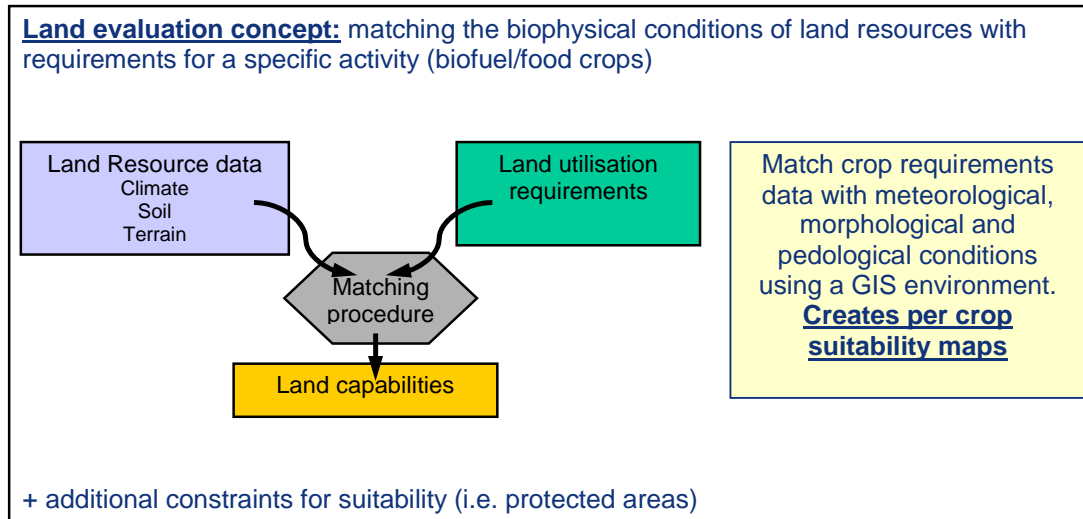 Land evaluation concept: matching the biophysical conditions of land resources with
requirements for a specific activity (biofuel/food crops)
Land Resource data
Climate
Soil
Terrain
Land utilisation
requirements
Matching
procedure
Land capabilities
Match crop requirements
data with meteorological,
morphological and
pedological conditions
using a GIS environment.
Creates per crop
suitability maps
+ additional constraints for suitability (i.e. protected areas)